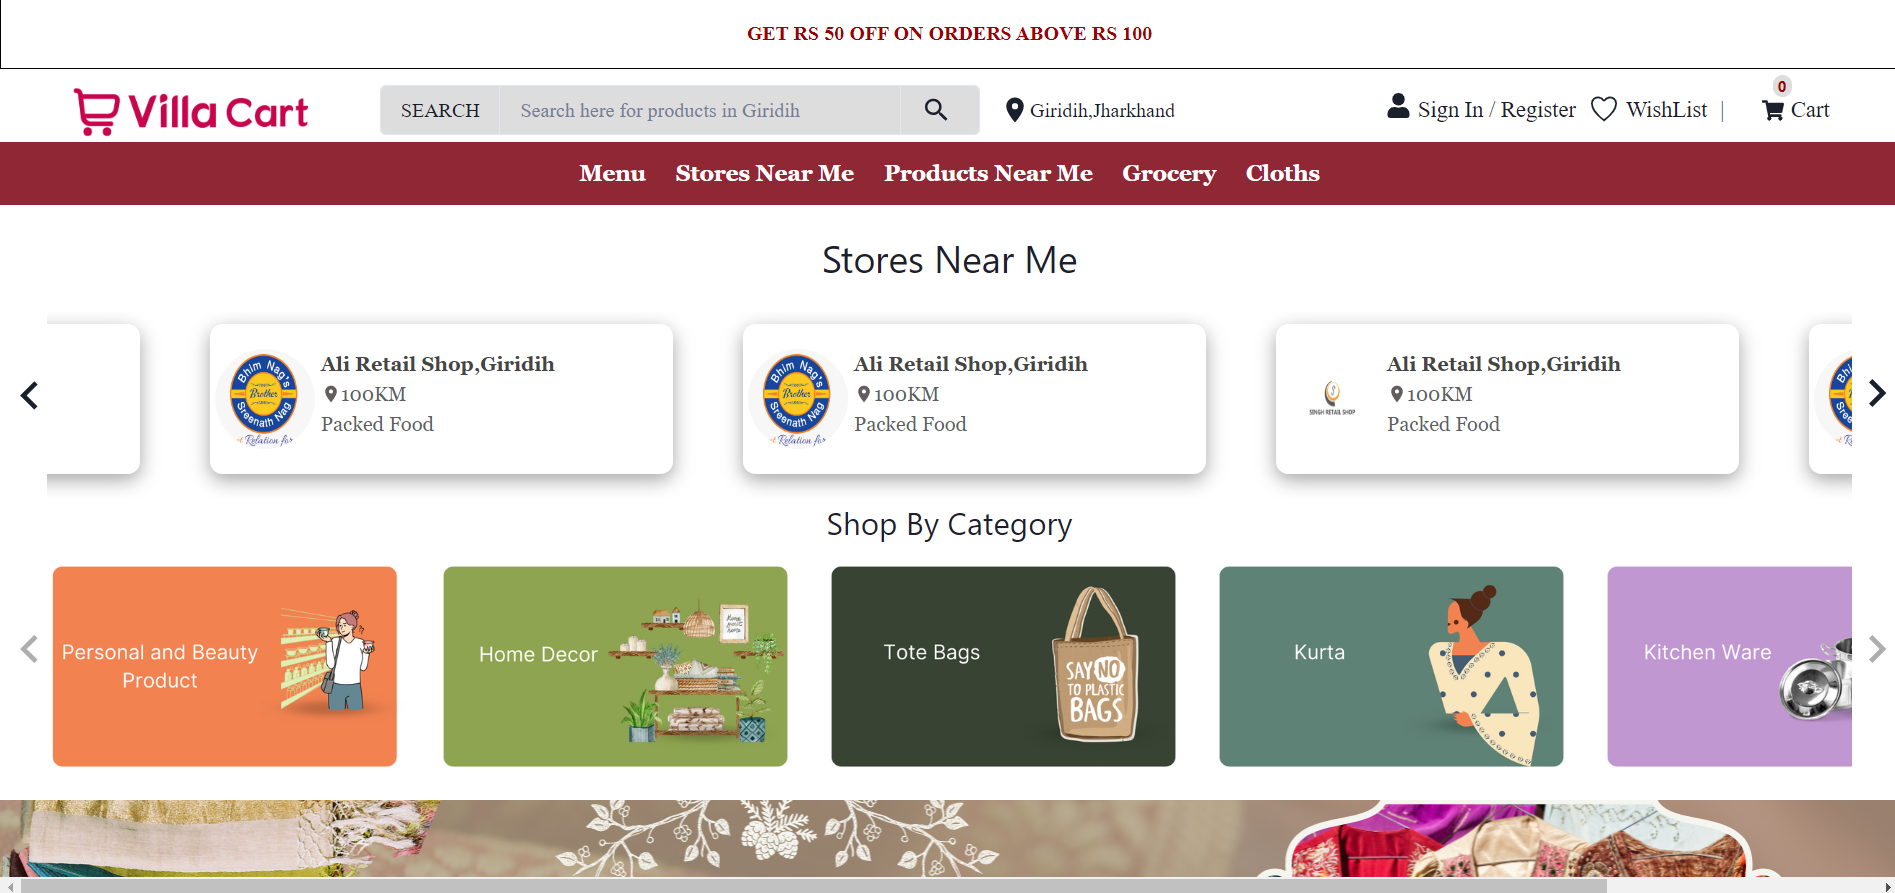 GET RS 50 OFF ON ORDERS ABOVE RS 100
Villa Cart
SEARCH
Search here for products in Giridih
Giridih,Jharkhand
Sign In / Register
WishList |
0
Cart
Menu
Stores Near Me
Products Near Me
Grocery
Cloths
Stores Near Me
Bhim Nag's
Brother
Sreenath Nag
Ali Retail Shop,Giridih
100KM
Packed Food
Bhim Nag's
Brother
Sreenath Nag
Ali Retail Shop,Giridih
100KM
Packed Food
S
SINGH RETAIL SHOP
Ali Retail Shop,Giridih
100KM
Packed Food
Shop By Category
Personal and Beauty
Product
Home Decor
Tote Bags
SAY NO
TO PLASTIC
BAGS
Kurta
Kitchen Ware